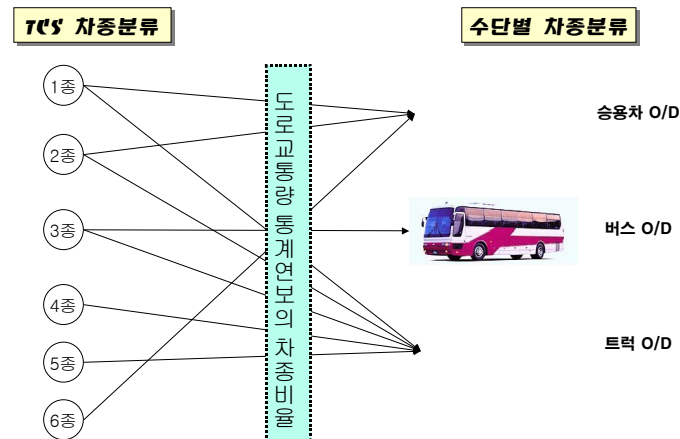 TCS 차종분류
수단별 차종분류
1종
2종
3종
4종
5종
6종
도로교통량 통계연보의 차종비율
승용차 O/D
버스 O/D
트럭 O/D